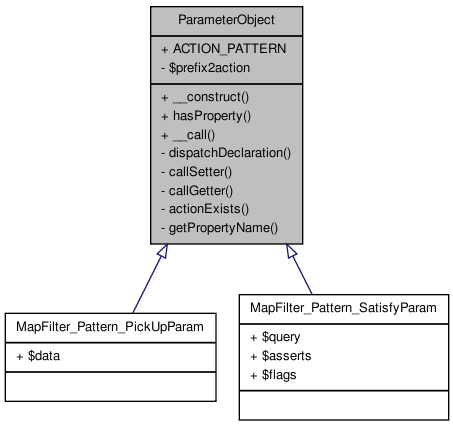 ParameterObject
+ ACTION_PATTERN
- $prefix2action
+ __construct()
+ hasProperty()
+ __call()
- dispatchDeclaration()
- callSetter()
- callGetter()
- actionExists()
- getPropertyName()
MapFilter_Pattern_PickUpParam
+ $data
MapFilter_Pattern_SatisfyParam
+ $query
+ $asserts
+ $flags